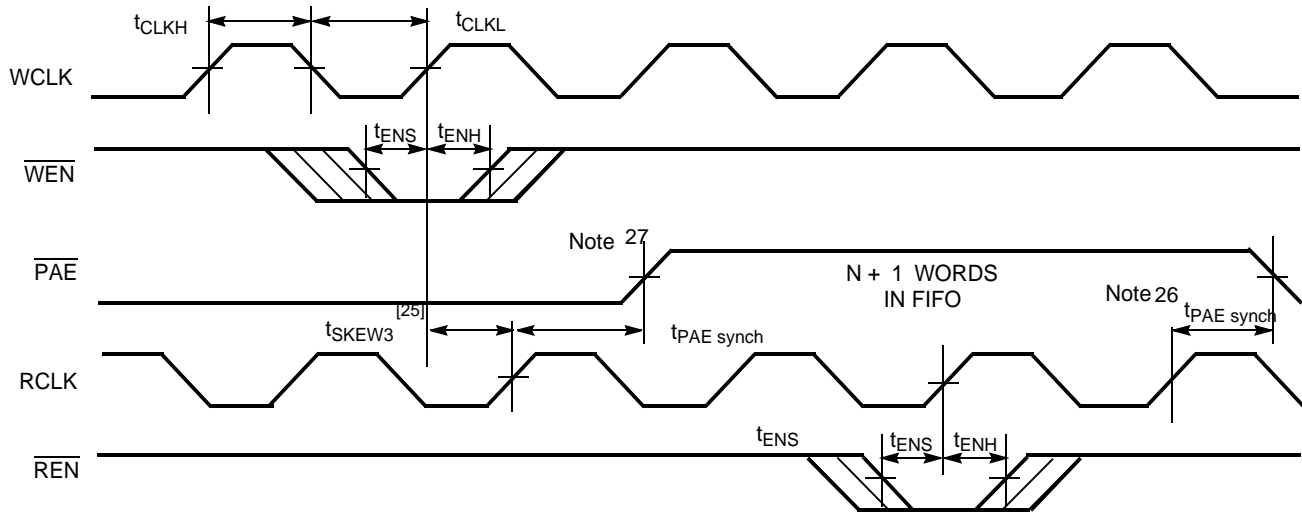 tCLKH
tCLKL
WCLK
tENS
tENH
WEN
Note 27
PAE
N + 1 WORDS
IN FIFO
Note 26
[25]
tSKEW3
tPAE synch
tPAE synch
RCLK
tENS
tENS
tENH
REN